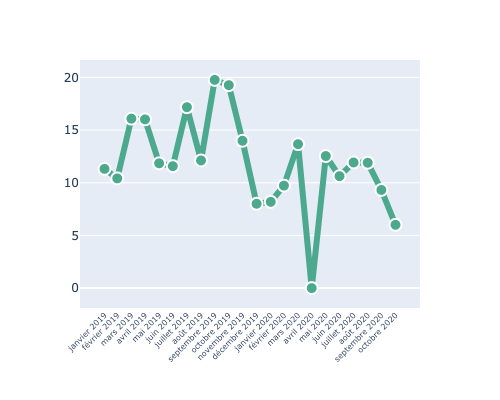 20
15
10
5
0
janvier 2019
février 2019
mars 2019
avril 2019
mai 2019
juin 2019
juillet 2019
août 2019
septembre 2019
octobre 2019
novembre 2019
décembre 2019
janvier 2020
février 2020
mars 2020
avril 2020
mai 2020
juin 2020
juillet 2020
août 2020
septembre 2020
octobre 2020